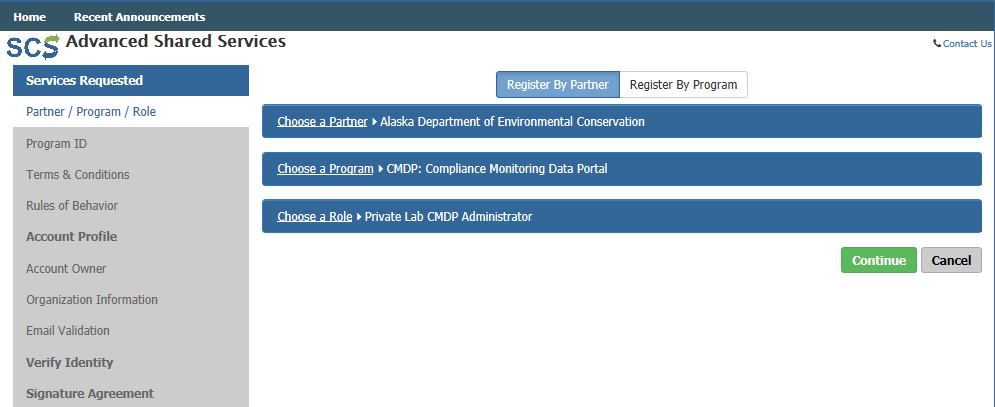 Home Recent Announcements
SCS Advanced Shared Services
Contact Us
Services Requested
Partner / Program / Role
Program ID
Terms & Conditions
Rules of Behavior
Account Profile
Account Owner
Organization Information
Email Validation
Verify Identity
Signature Agreement
Register By Partner Register By Program
Choose a Partner Alaska Department of Environmental Conservation
Choose a Program CMDP: Compliance Monitoring Data Portal
Choose a Role Private Lab CMDP Administrator
Continue Cancel